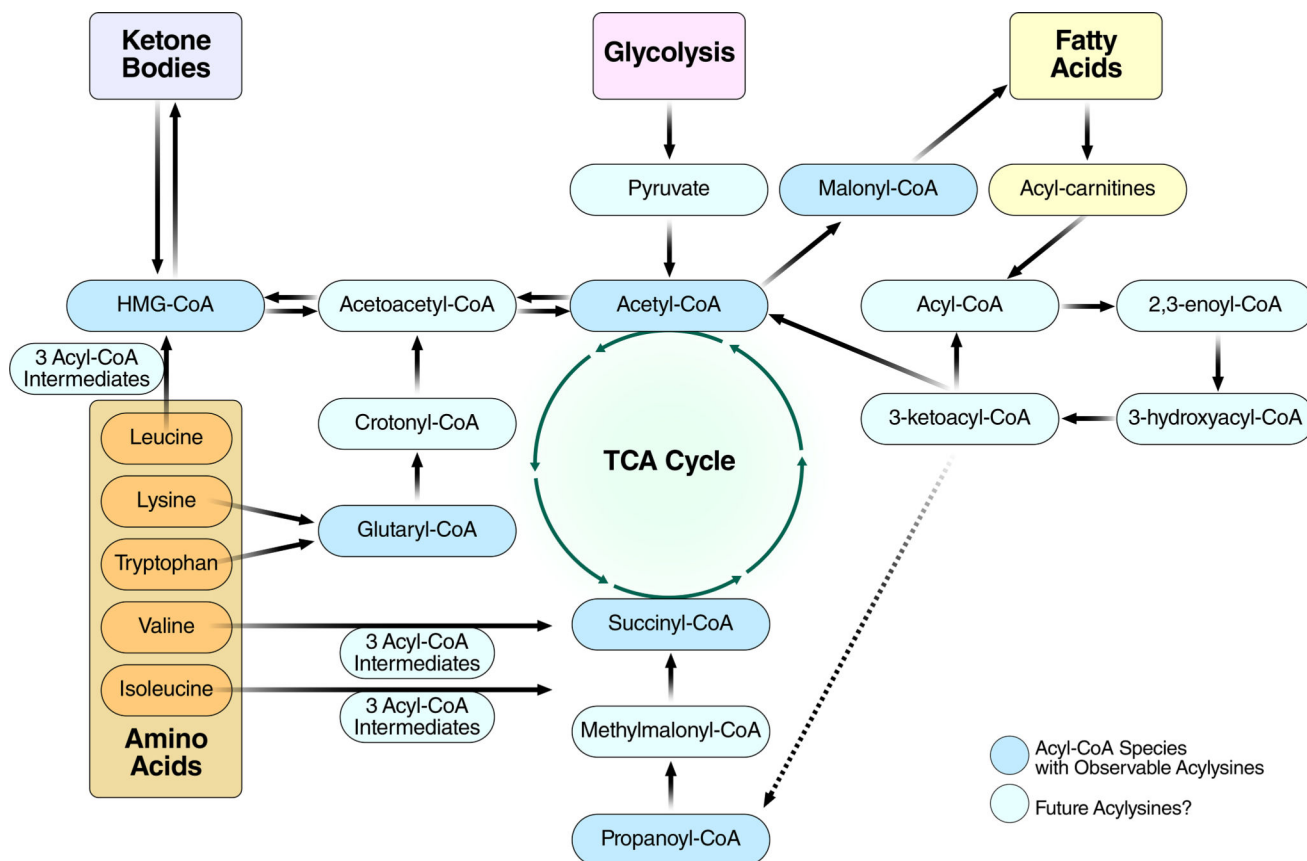 Ketone
Bodies
Glycolysis
Fatty
Acids
Pyruvate
Malonyl-CoA
Acyl-carnitines
HMG-CoA
Acetoacetyl-CoA
Acetyl-CoA
Acyl-CoA
2,3-enoyl-CoA
3 Acyl-CoA
Intermediates
Leucine
Crotonyl-CoA
TCA Cycle
3-ketoacyl-CoA
3-hydroxyacyl-CoA
Lysine
Glutaryl-CoA
Tryptophan
Valine
3 Acyl-CoA
Intermediates
Succinyl-CoA
Isoleucine
3 Acyl-CoA
Intermediates
Methylmalonyl-CoA
Amino
Acids
Propanoyl-CoA
Acyl-CoA Species
with Observable Acylysines
Future Acylysines?